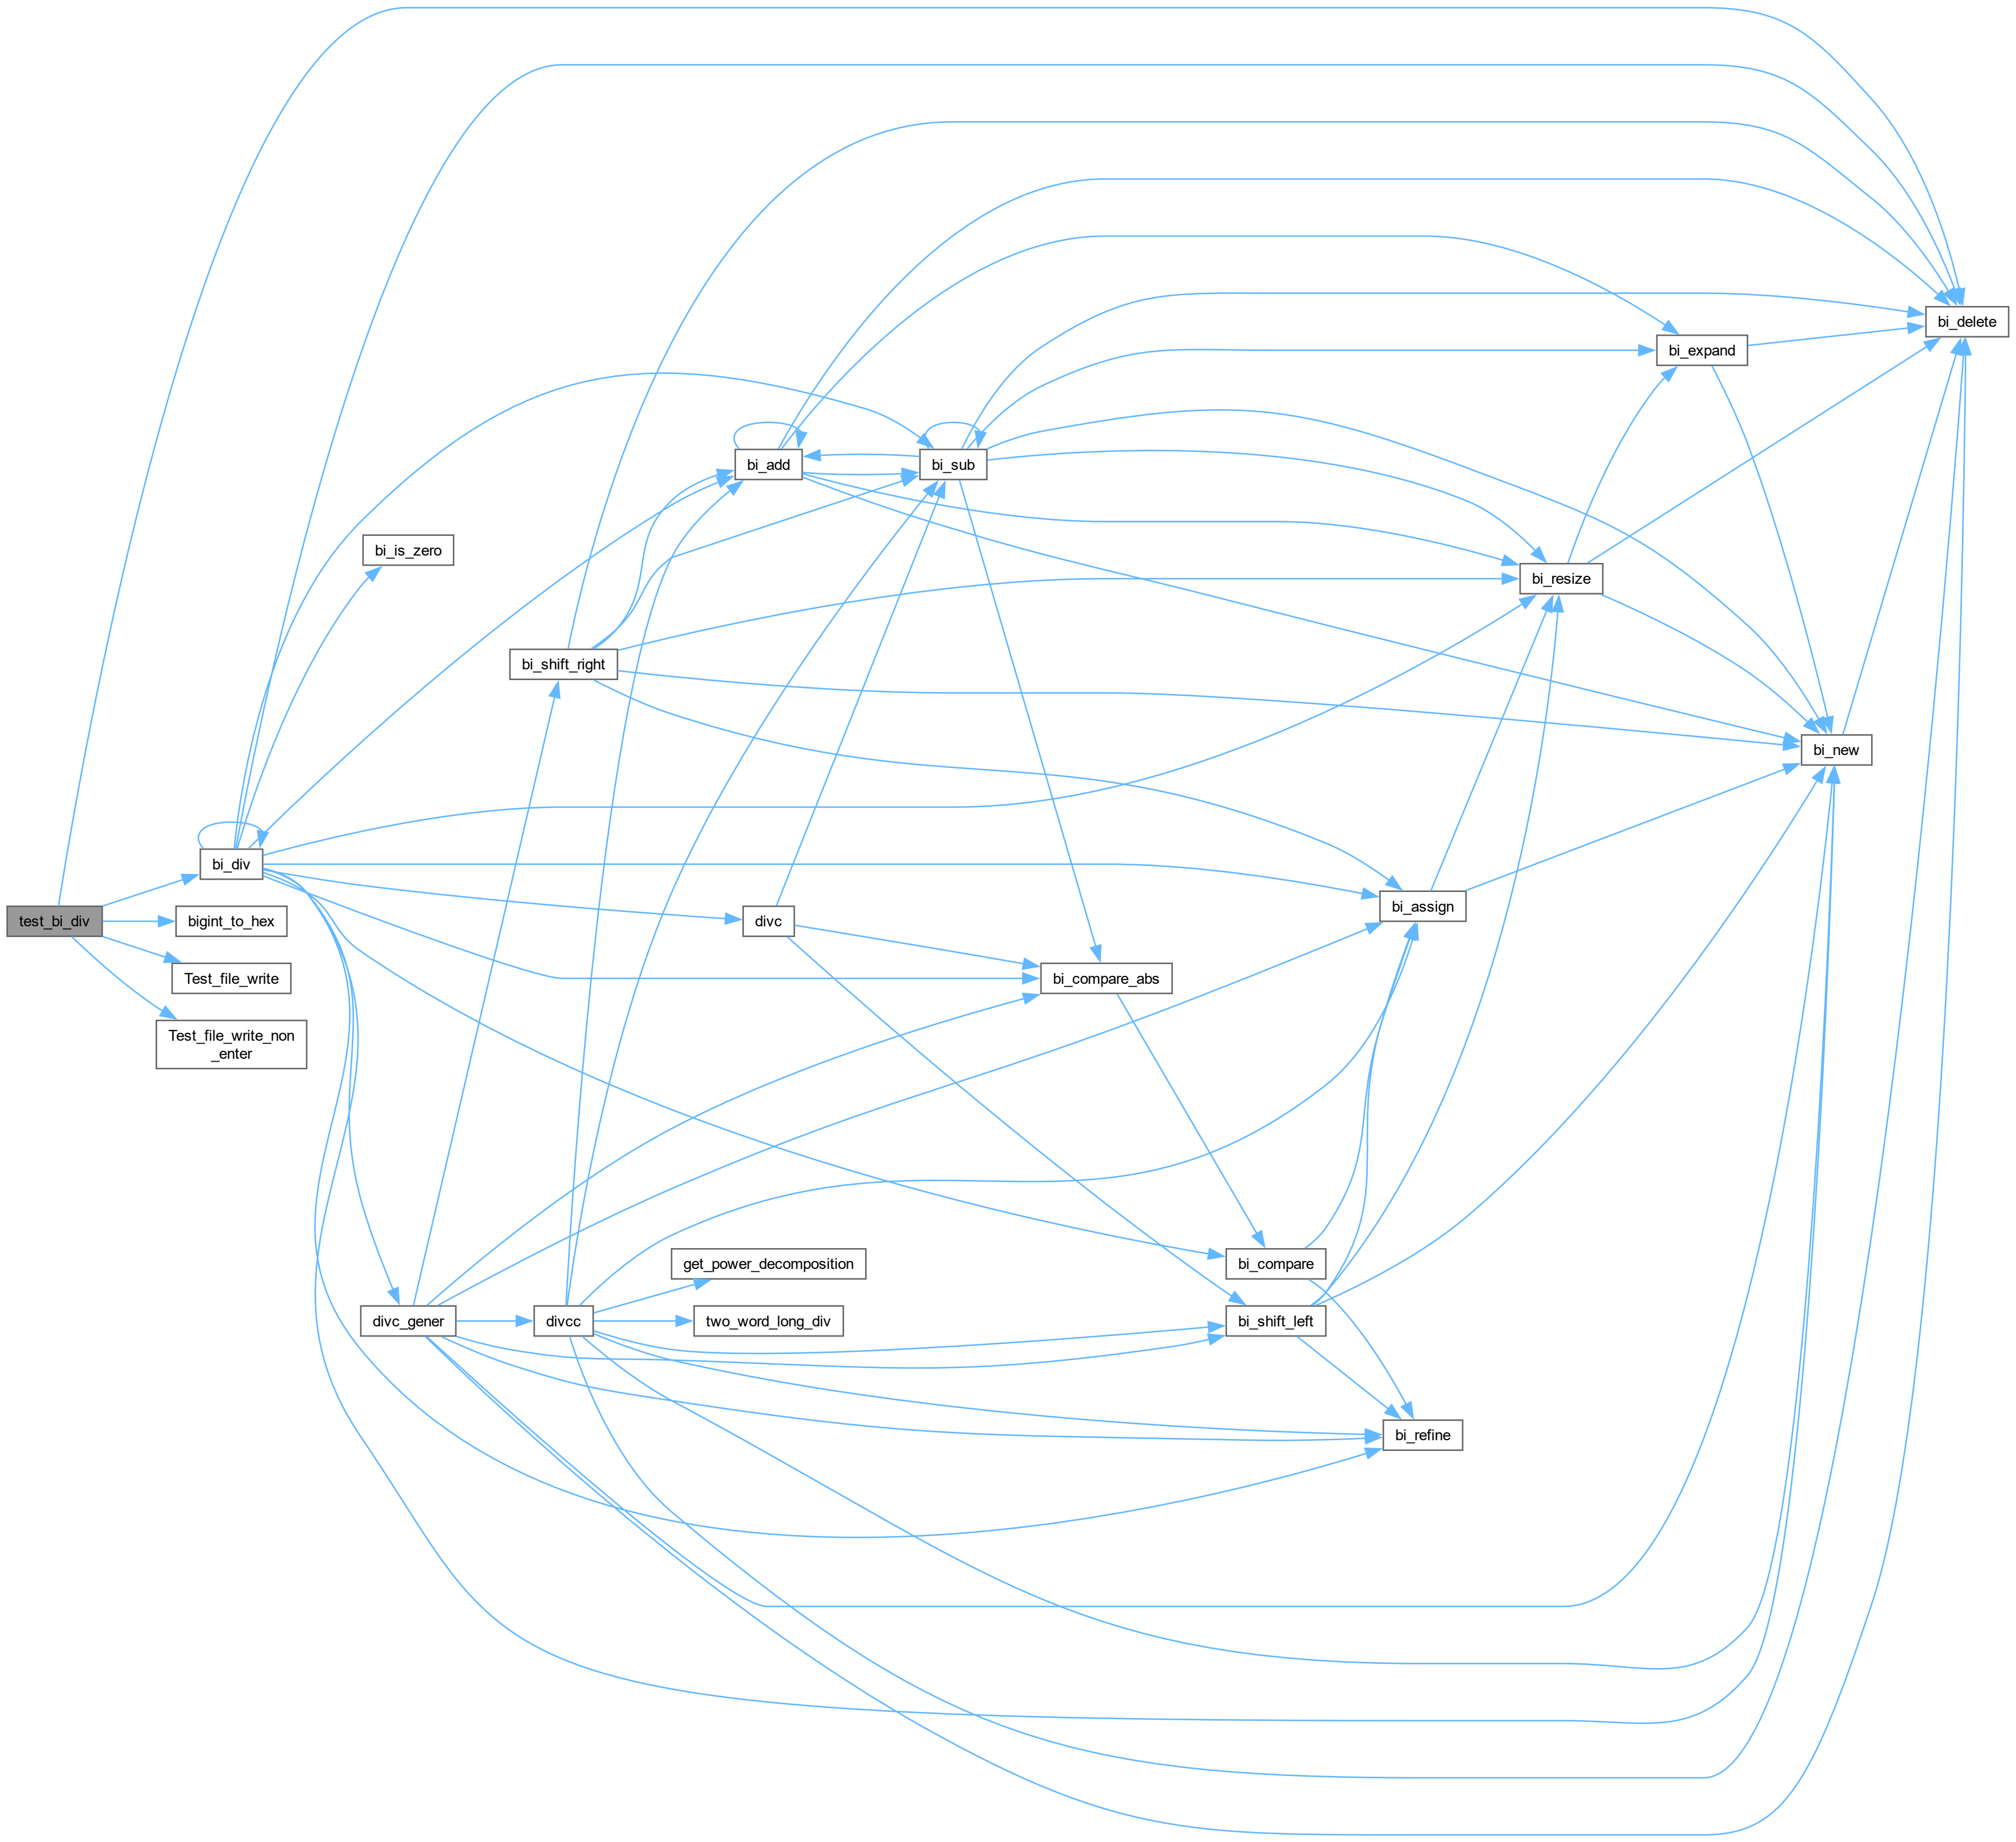 bi_delete
bi_expand
bi_add
bi_sub
bi_is_zero
bi_resize
bi_shift_right
bi_new
bi_div
bi_assign
test_bi_div
bigint_to_hex
divc
Test_file_write
bi_compare_abs
Test_file_write_non
_enter
get_power_decomposition
bi_compare
divc_gener
divcc
two_word_long_div
bi_shift_left
bi_refine